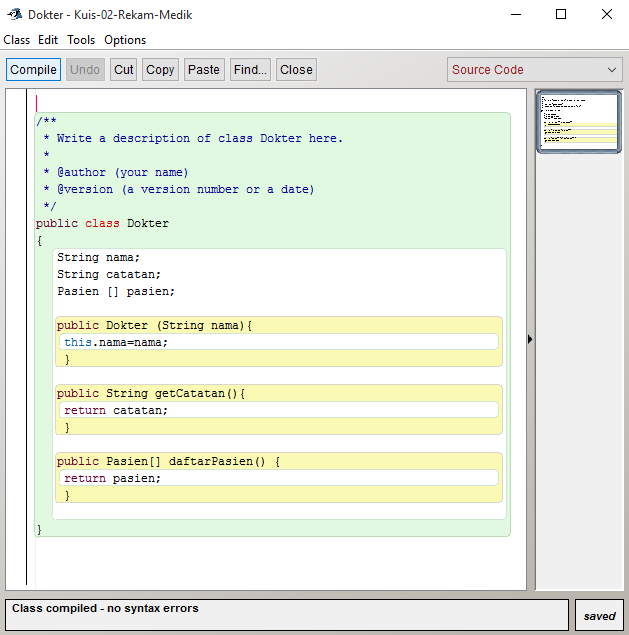 Dokter - Kuis-02-Rekam-Medik
Class Edit Tools Options
Compile Undo Cut Copy Paste Find... Close Source Code
/**
 * Write a description of class Dokter here.
 *
 * @author (your name)
 * @version (a version number or a date)
 */
public class Dokter
{
String nama;
String catatan;
Pasien [] pasien;
public Dokter (String nama){
this.nama=nama;
}
public String getCatatan(){
return catatan;
}
public Pasien[] daftarPasien() {
return pasien;
}
}
Class compiled - no syntax errors
saved